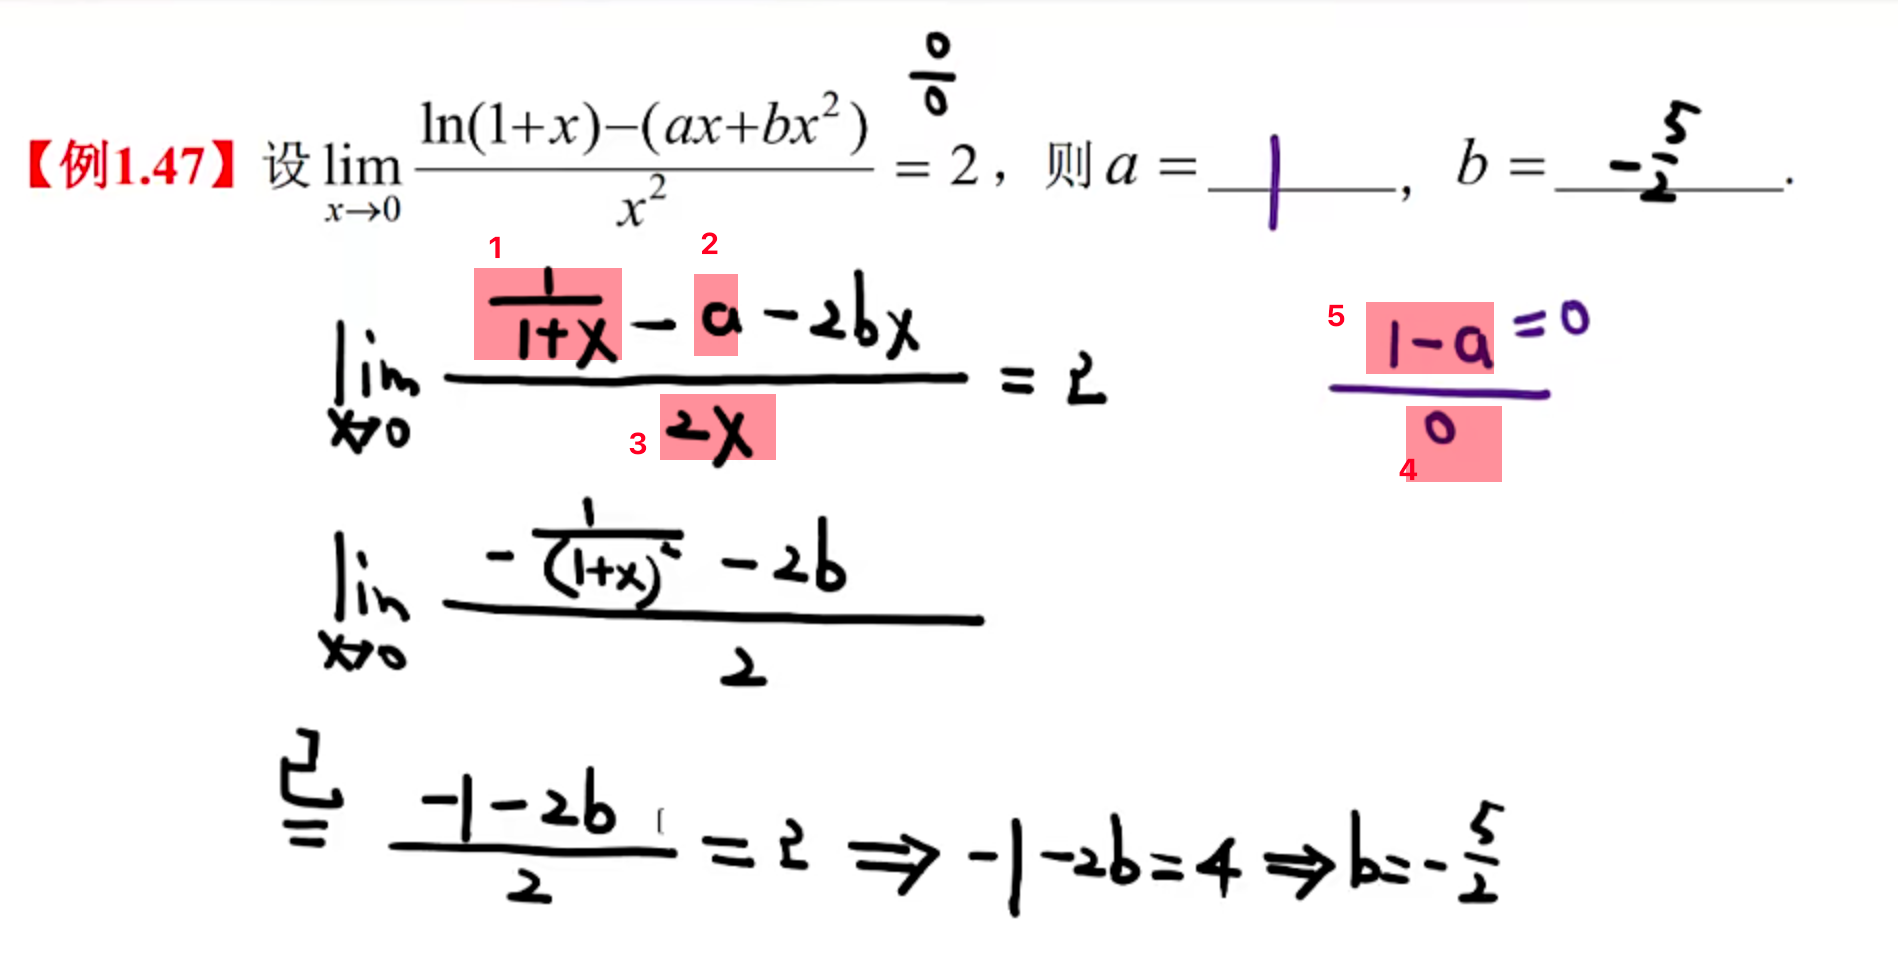 0/0
【例1.47】设 lim_{x→0} (ln(1+x)−(ax+bx²))/x² = 2，则 a = 1，b = −5/2.
1 2
lim_{x→0} (1/(1+x) − a − 2bx)/(2x) = 2
3
5 (1−a = 0)/0
4
lim_{x→0} (−1/(1+x)² − 2b)/2
已= (−1−2b)/2 = 2 ⇒ −1−2b=4 ⇒ b=−5/2